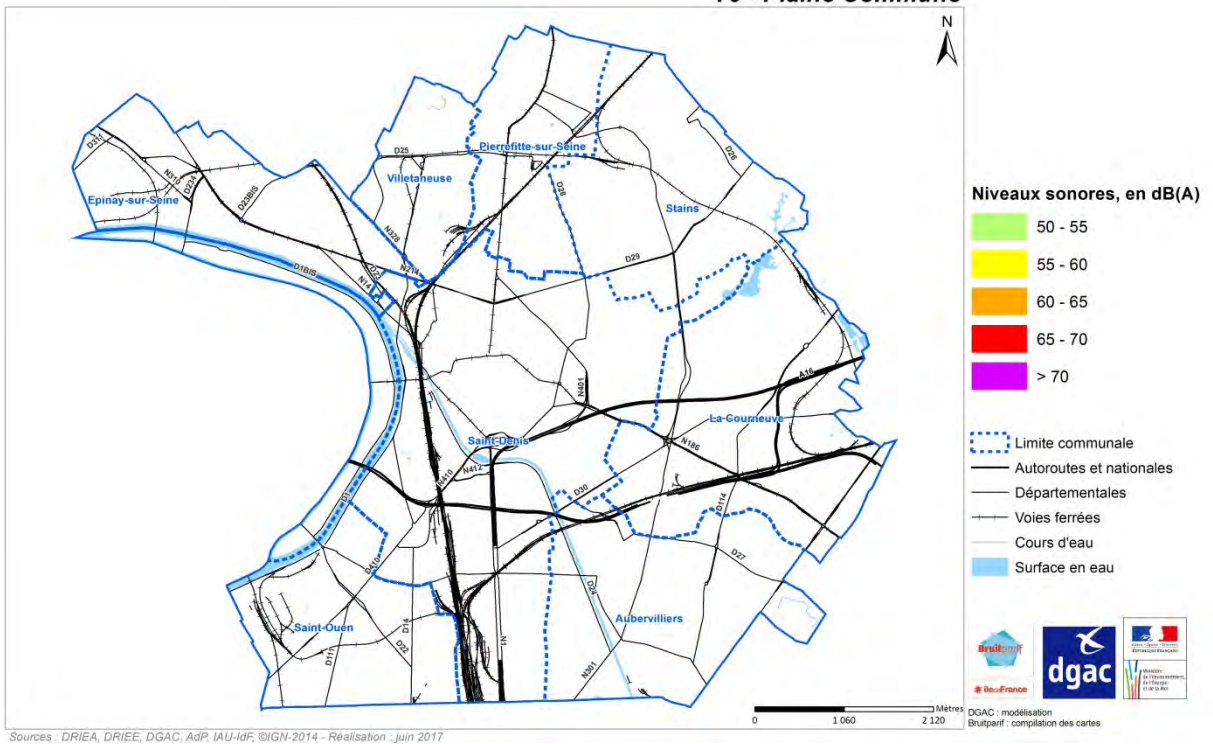 N
D311
N310
D234
D23BIS
Epinay-sur-Seine
D25
Villetaneuse
Pierrefitte-sur-Seine
D28
D26
Stains
N328
D1BIS
N14
N214
D29
N401
A16
La Courneuve
Saint-Denis
N186
N410
N412
D30
D114
D1
D27
D410
D24
Aubervilliers
Saint-Ouen
D14
N1
D111
D22
N301
Mètres
0 1 060 2 120
Niveaux sonores, en dB(A)
50 - 55
55 - 60
60 - 65
65 - 70
> 70
Limite communale
Autoroutes et nationales
Départementales
Voies ferrées
Cours d'eau
Surface en eau
Bruitparif
îledeFrance
dgac
DGAC : modélisation
Bruitparif : compilation des cartes
Sources : DRIEA, DRIEE, DGAC, AdP, IAU-IdF, ©IGN-2014 - Réalisation : juin 2017